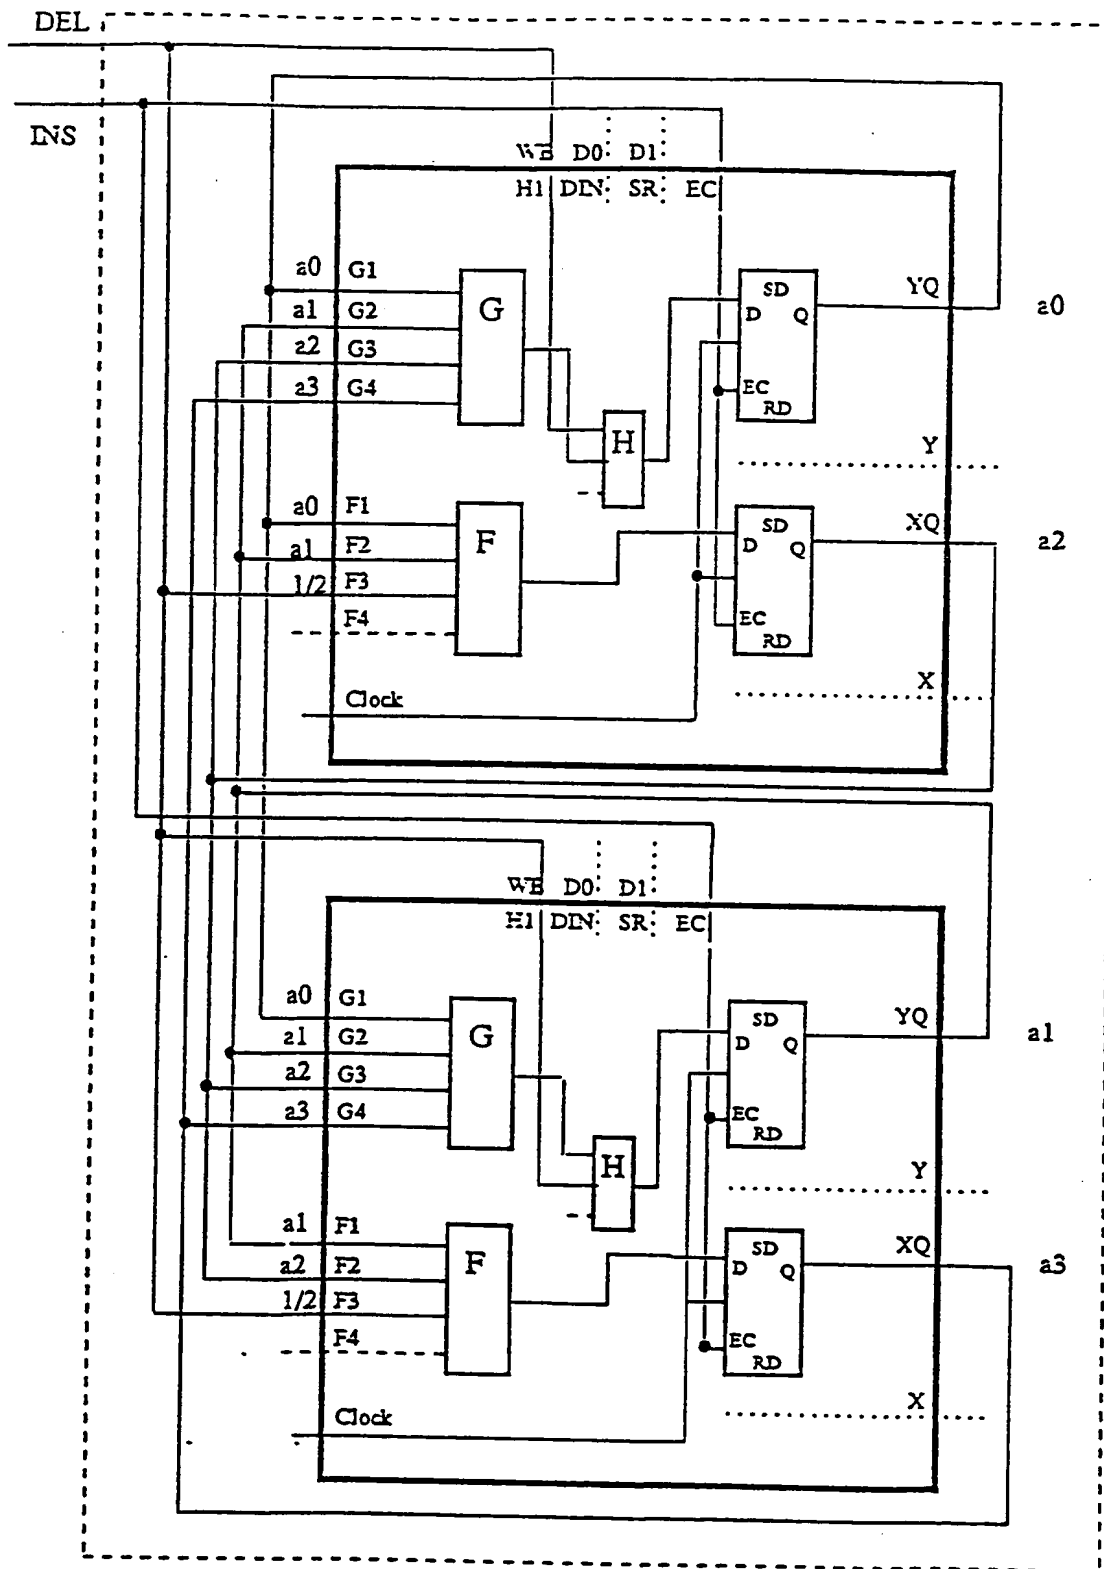 DEL
INS
WE D0 D1
H1 DIN SR EC
a0 G1
a1 G2
a2 G3
a3 G4
G
H
SD
D Q
EC
RD
YQ a0
Y
a0 F1
a1 F2
1/2 F3
F4
F
SD
D Q
EC
RD
XQ a2
X
Clock
WE D0 D1
H1 DIN SR EC
a0 G1
a1 G2
a2 G3
a3 G4
G
H
SD
D Q
EC
RD
YQ a1
Y
a1 F1
a2 F2
1/2 F3
F4
F
SD
D Q
EC
RD
XQ a3
X
Clock